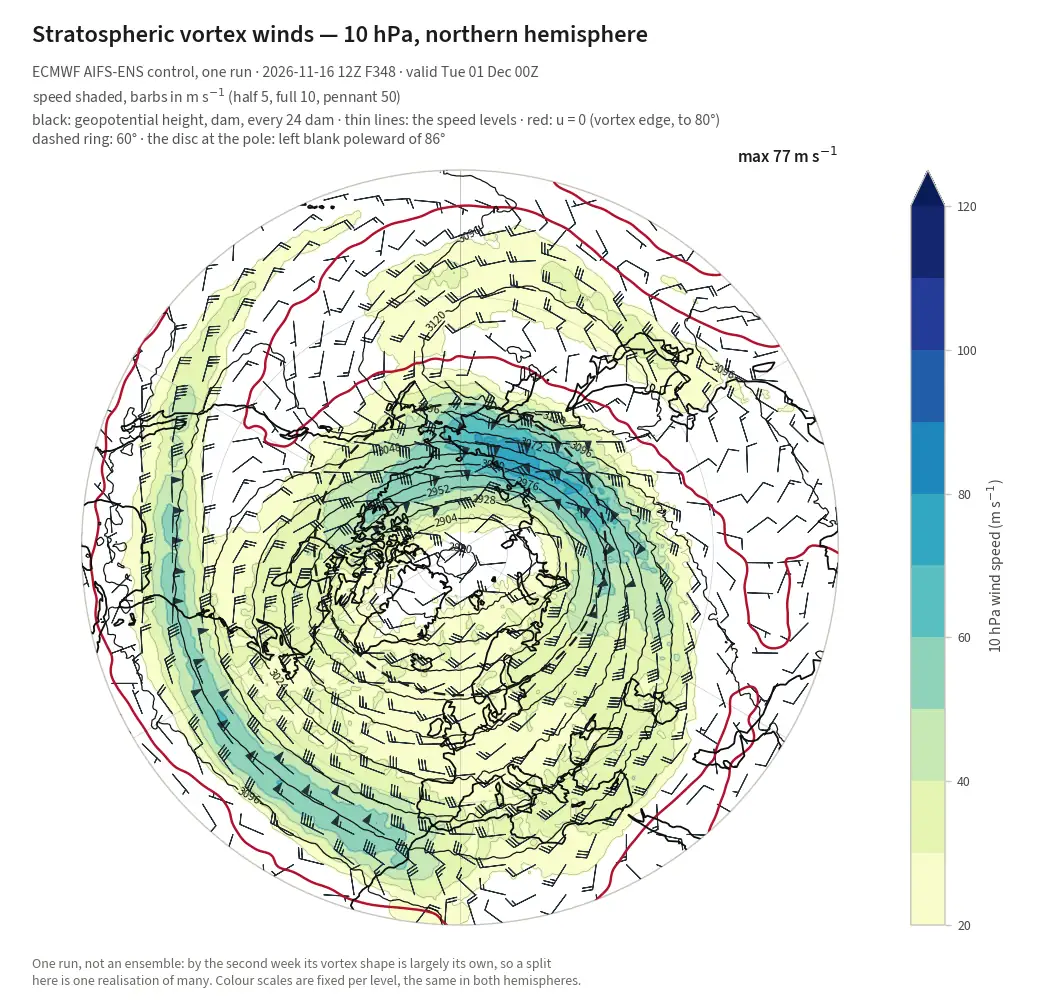 Stratospheric vortex winds — 10 hPa, northern hemisphere
ECMWF AIFS-ENS control, one run · 2026-11-16 12Z F348 · valid Tue 01 Dec 00Z
speed shaded, barbs in m s⁻¹ (half 5, full 10, pennant 50)
black: geopotential height, dam, every 24 dam · thin lines: the speed levels · red: u = 0 (vortex edge, to 80°)
dashed ring: 60° · the disc at the pole: left blank poleward of 86°
max 77 m s⁻¹
120
100
80
60
40
20
10 hPa wind speed (m s⁻¹)
3120
3096
3048
3072
3096
2976
2952
2928
2904
2880
3024
3096
One run, not an ensemble: by the second week its vortex shape is largely its own, so a split
here is one realisation of many. Colour scales are fixed per level, the same in both hemispheres.